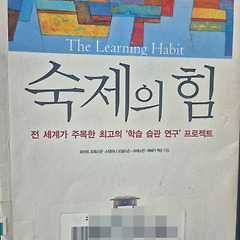 The Learning Habit
숙제의 힘
전 세계가 주목한 최고의 '학습 습관 연구' 프로젝트